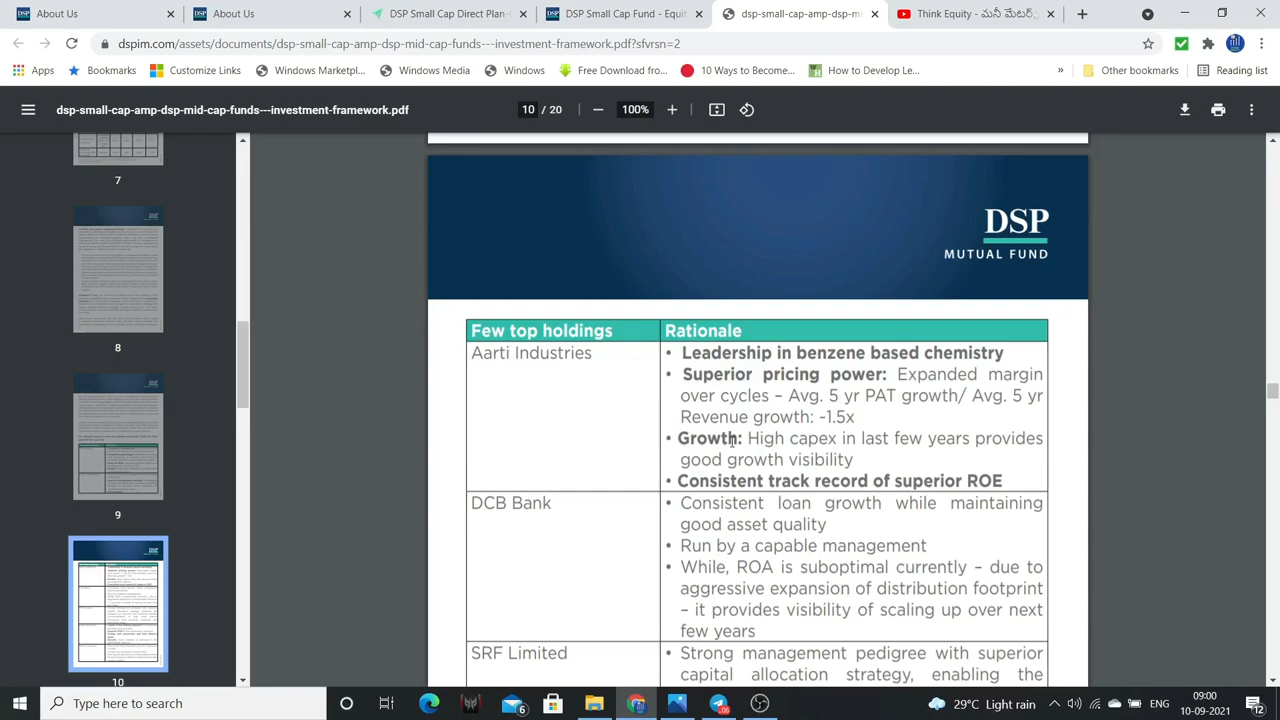 About Us
About Us
DSP Small Cap Direct Plan-
DSP Small Cap Fund - Equit
dsp-small-cap-amp-dsp-mi
Think Equity - మనీ మేటర్స్
dspim.com/assets/documents/dsp-small-cap-amp-dsp-mid-cap-funds---investment-framework.pdf?sfvrsn=2
Apps
Bookmarks
Customize Links
Windows Marketpl...
Windows Media
Windows
Free Download fro...
10 Ways to Become...
How to Develop Le...
»
Other bookmarks
Reading list
dsp-small-cap-amp-dsp-mid-cap-funds---investment-framework.pdf
10 / 20
100%
7
8
9
10
DSP
MUTUAL FUND
Few top holdings Rationale
Aarti Industries • Leadership in benzene based chemistry
• Superior pricing power: Expanded margin
over cycles – Avg. 5 yr PAT growth/ Avg. 5 yr
Revenue growth: ~1.5x
• Growth: High capex in last few years provides
good growth visibility
• Consistent track record of superior ROE
DCB Bank • Consistent loan growth while maintaining
good asset quality
• Run by a capable management
• While, ROA is suboptimal currently – due to
aggressive expansion of distribution footprint
– it provides visibility of scaling up over next
few years
SRF Limited • Strong management pedigree with superior
capital allocation strategy, enabling the
Type here to search
6
29°C Light rain
ENG
09:00
10-09-2021